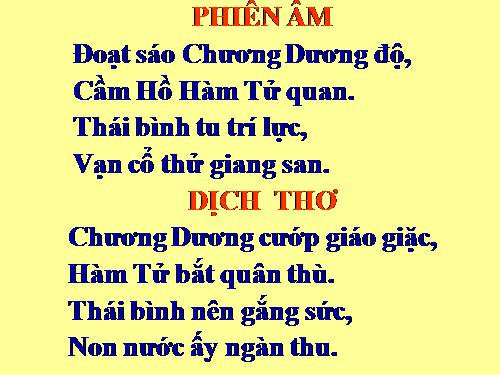 PHIÊN ÂM
Đoạt sáo Chương Dương độ,
Cầm Hồ Hàm Tử quan.
Thái bình tu trí lực,
Vạn cổ thử giang san.
DỊCH THƠ
Chương Dương cướp giáo giặc,
Hàm Tử bắt quân thù.
Thái bình nên gắng sức,
Non nước ấy ngàn thu.